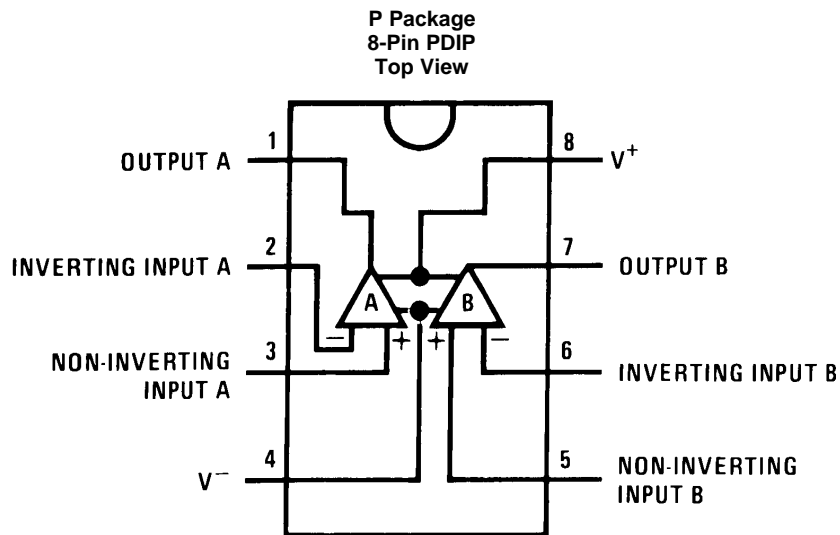 P Package
8-Pin PDIP
Top View
1
OUTPUT A
8
V+
2
INVERTING INPUT A
7
OUTPUT B
A
B
−
+
+
−
3
NON-INVERTING
INPUT A
6
INVERTING INPUT B
4
V−
5
NON-INVERTING
INPUT B